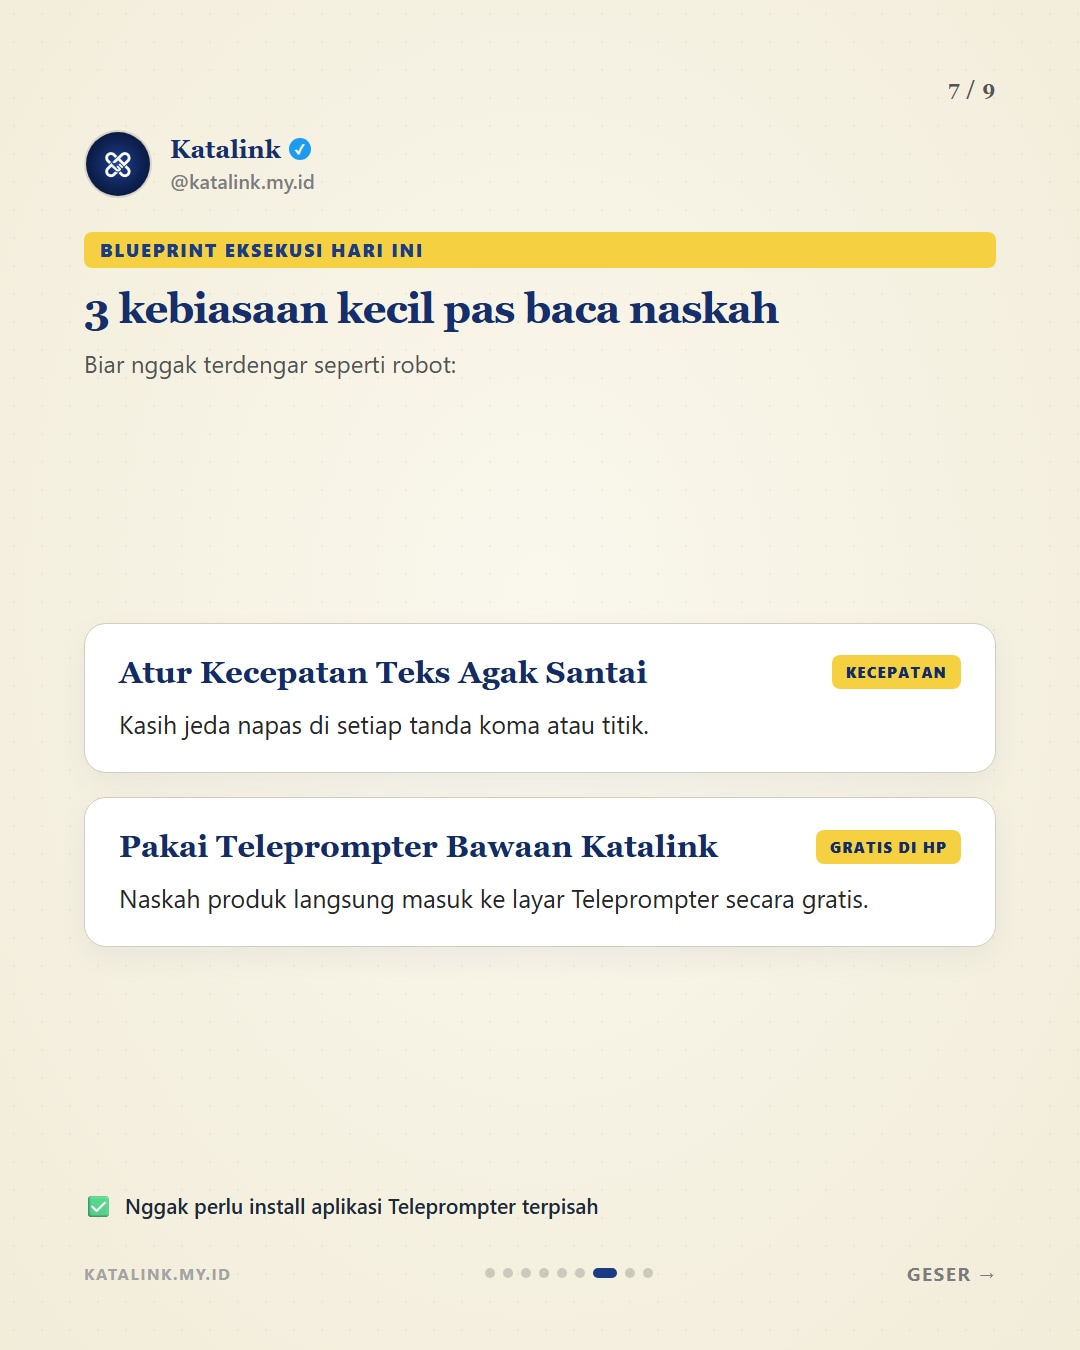 7 / 9
Katalink
@katalink.my.id
BLUEPRINT EKSEKUSI HARI INI
3 kebiasaan kecil pas baca naskah
Biar nggak terdengar seperti robot:
Atur Kecepatan Teks Agak Santai
KECEPATAN
Kasih jeda napas di setiap tanda koma atau titik.
Pakai Teleprompter Bawaan Katalink
GRATIS DI HP
Naskah produk langsung masuk ke layar Teleprompter secara gratis.
✅ Nggak perlu install aplikasi Teleprompter terpisah
KATALINK.MY.ID
GESER →